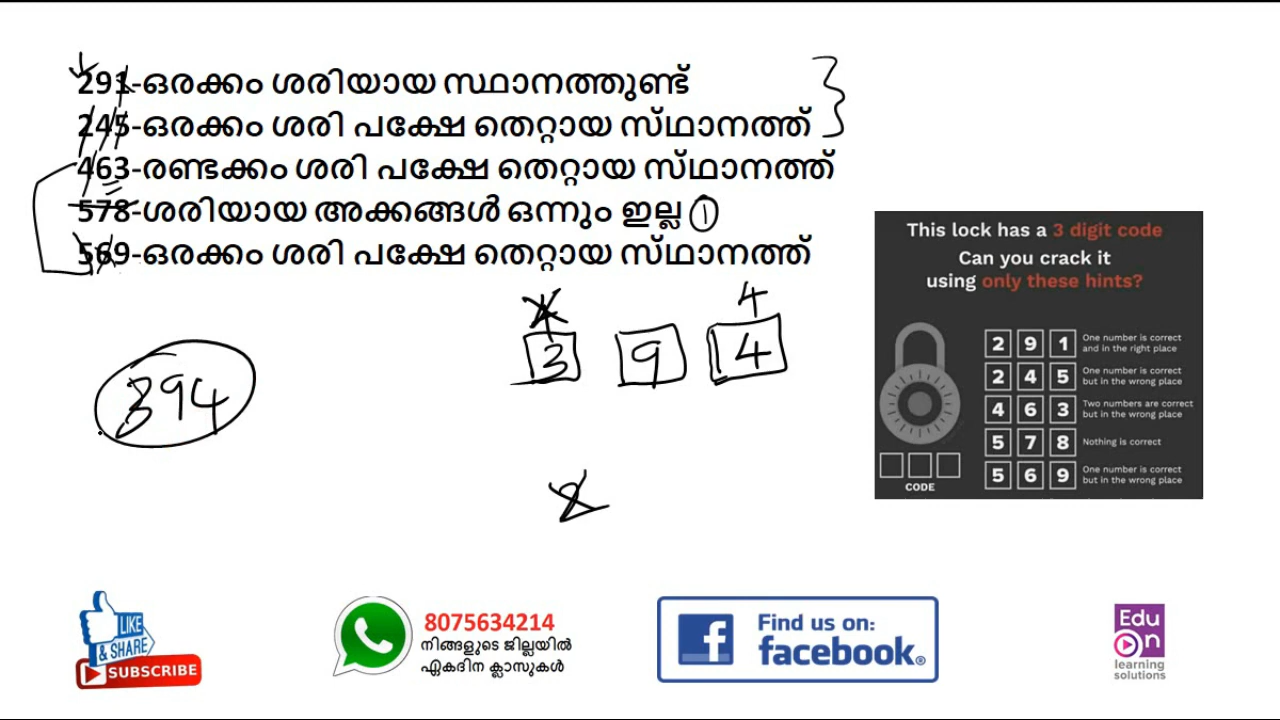 291-ഒരക്കം ശരിയായ സ്ഥാനത്തുണ്ട്
245-ഒരക്കം ശരി പക്ഷേ തെറ്റായ സ്ഥാനത്ത്
463-രണ്ടക്കം ശരി പക്ഷേ തെറ്റായ സ്ഥാനത്ത്
578-ശരിയായ അക്കങ്ങൾ ഒന്നും ഇല്ല 1
569-ഒരക്കം ശരി പക്ഷേ തെറ്റായ സ്ഥാനത്ത്
4 4
3 9 4
394
2
This lock has a 3 digit code
Can you crack it
using only these hints?
2 9 1 One number is correct
and in the right place
2 4 5 One number is correct
but in the wrong place
4 6 3 Two numbers are correct
but in the wrong place
5 7 8 Nothing is correct
5 6 9 One number is correct
but in the wrong place
CODE
LIKE
& SHARE
SUBSCRIBE
8075634214
നിങ്ങളുടെ ജില്ലയിൽ
ഏകദിന ക്ലാസുകൾ
f Find us on:
facebook®
Edu
On
learning
solutions